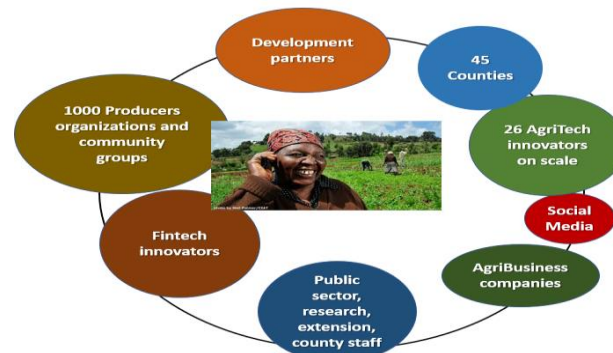 Development
partners
45
Counties
1000 Producers
organizations and
community
groups
26 AgriTech
innovators
on scale
Social
Media
Fintech
innovators
AgriBusiness
companies
Public
sector,
research,
extension,
county staff